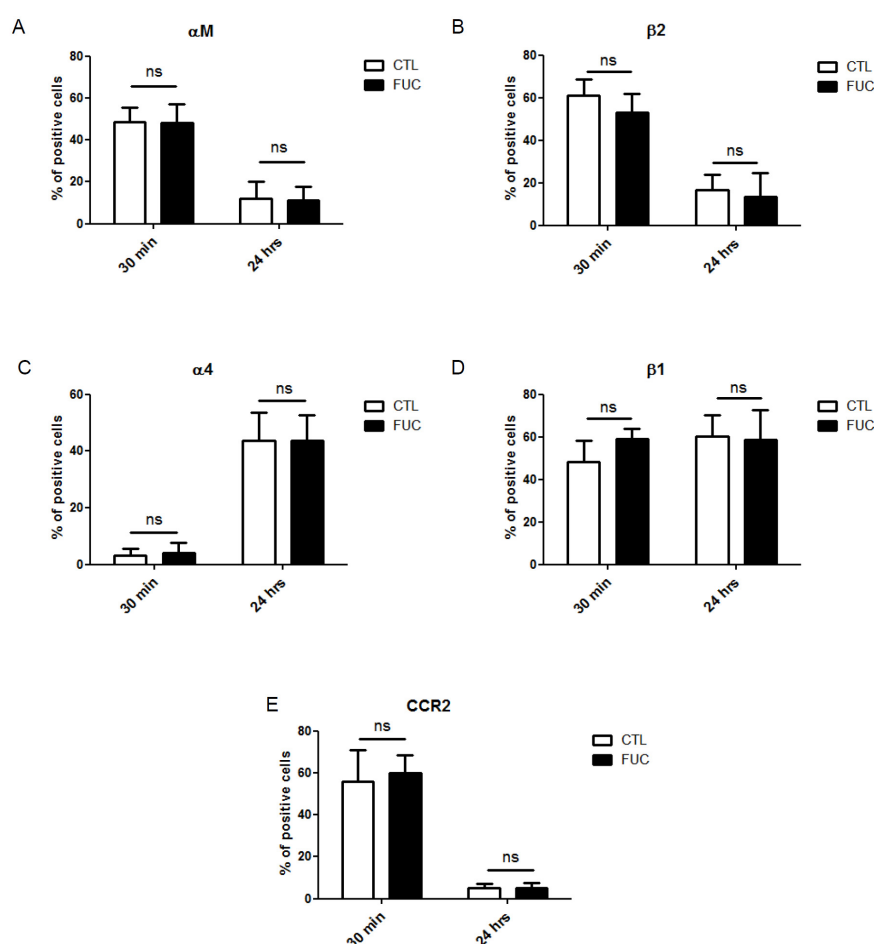 A
αM
% of positive cells
80
60
40
20
0
ns
ns
30 min
24 hrs
CTL
FUC
B
β2
% of positive cells
80
60
40
20
0
ns
ns
30 min
24 hrs
CTL
FUC
C
α4
% of positive cells
60
40
20
0
ns
ns
30 min
24 hrs
CTL
FUC
D
β1
% of positive cells
80
60
40
20
0
ns
ns
30 min
24 hrs
CTL
FUC
E
CCR2
% of positive cells
80
60
40
20
0
ns
ns
30 min
24 hrs
CTL
FUC